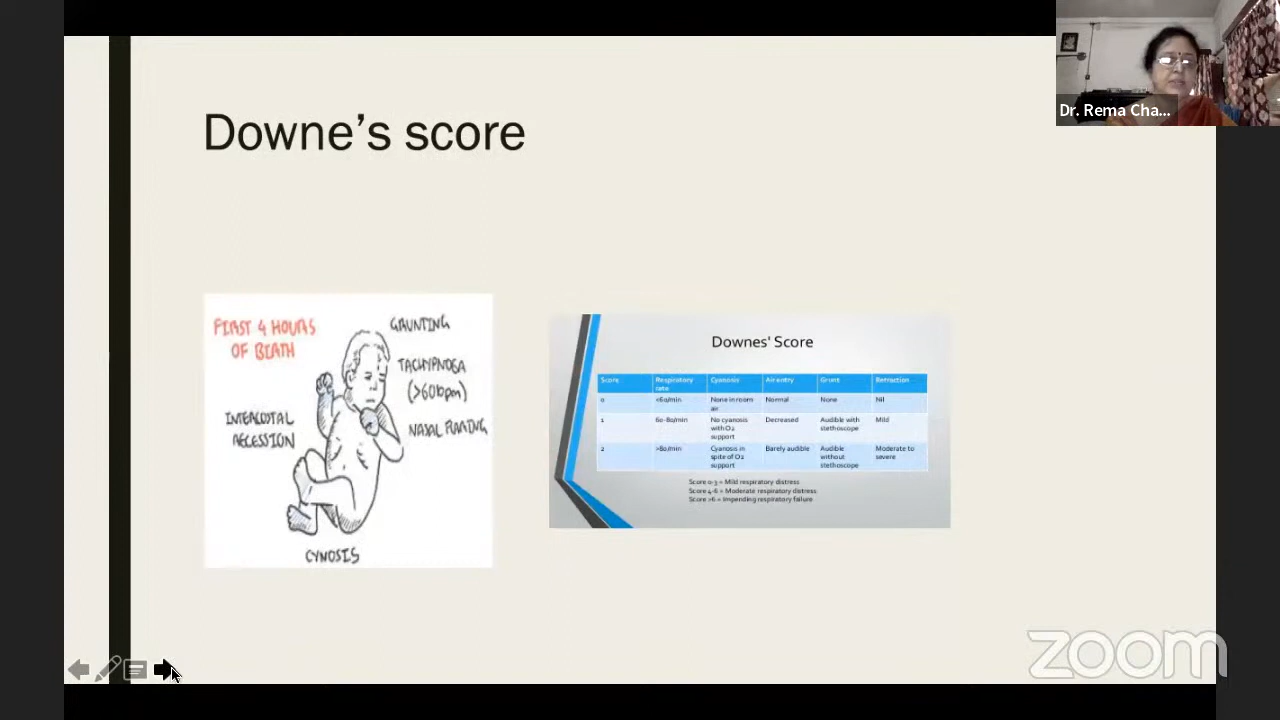 Dr. Rema Cha...
Downe's score
FIRST 4 HOURS
OF BIRTH
GRUNTING
TACHYPNOEA
(>60bpm)
INTERCOSTAL
RECESSION
NASAL FLARING
CYNOSIS
Downes' Score
Score Respiratory rate Cyanosis Air entry Grunt Retraction
0 <60/min None in room air Normal None Nil
1 60-80/min No cyanosis with O2 support Decreased Audible with stethoscope Mild
2 >80/min Cyanosis in spite of O2 support Barely audible Audible without stethoscope Moderate to severe
Score 0-3 = Mild respiratory distress
Score 4-6 = Moderate respiratory distress
Score >6 = Impending respiratory failure
zoom